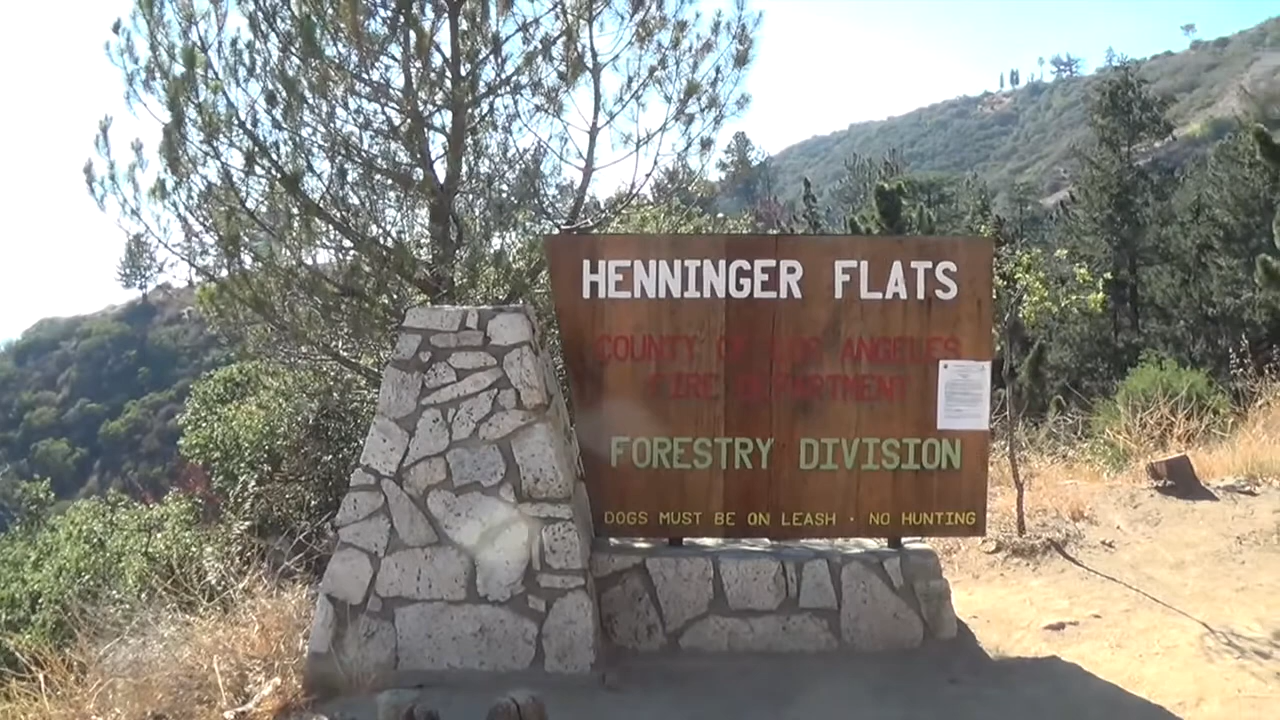 HENNINGER FLATS
COUNTY OF LOS ANGELES
FIRE DEPARTMENT
FORESTRY DIVISION
DOGS MUST BE ON LEASH · NO HUNTING